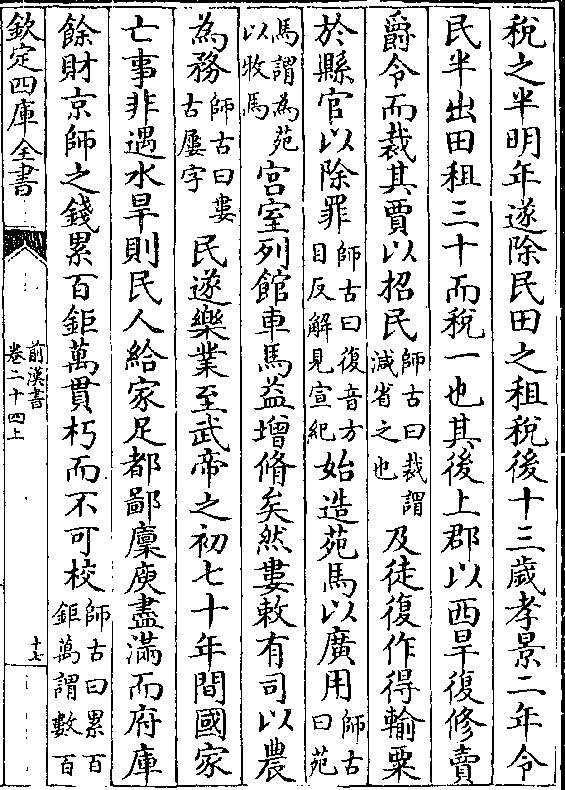 稅之半明年遂除民田之租稅後十三歲孝景二年令
民半出田租三十而稅一也其後上郡以西旱復修賣
爵令而裁其賈以招民師古曰裁謂減省之也及徒復作得輸粟
於縣官以除罪師古曰復音方目反解見宣紀始造苑馬以廣用師古曰苑
馬謂為苑以牧馬宮室列館車馬益增脩矣然婁敕有司以農
為務師古曰婁古屢字民遂樂業至武帝之初七十年間國家
亡事非遇水旱則民人給家足都鄙廩庾盡滿而府庫
餘財京師之錢累百鉅萬貫朽而不可校師古曰累百鉅萬謂數百
欽定四庫全書
前漢書
卷二十四上
十七